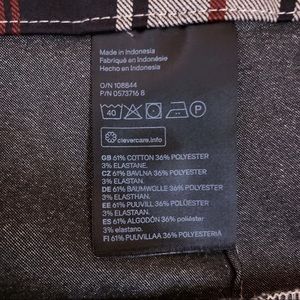 Made in Indonesia
Fabriqué en Indonésie
Hecho en Indonesia
O/N 108844
P/N 0573716 8
40 P
clevercare.info
GB 61% COTTON 36% POLYESTER
3% ELASTANE.
CZ 61% BAVLNA 36% POLYESTER
3% ELASTAN.
DE 61% BAUMWOLLE 36% POLYESTER
3% ELASTHAN.
EE 61% PUUVILL 36% POLÜESTER
3% ELASTAAN.
ES 61% ALGODÓN 36% poliéster
3% elastano.
FI 61% PUUVILLAA 36% POLYESTERIÄ